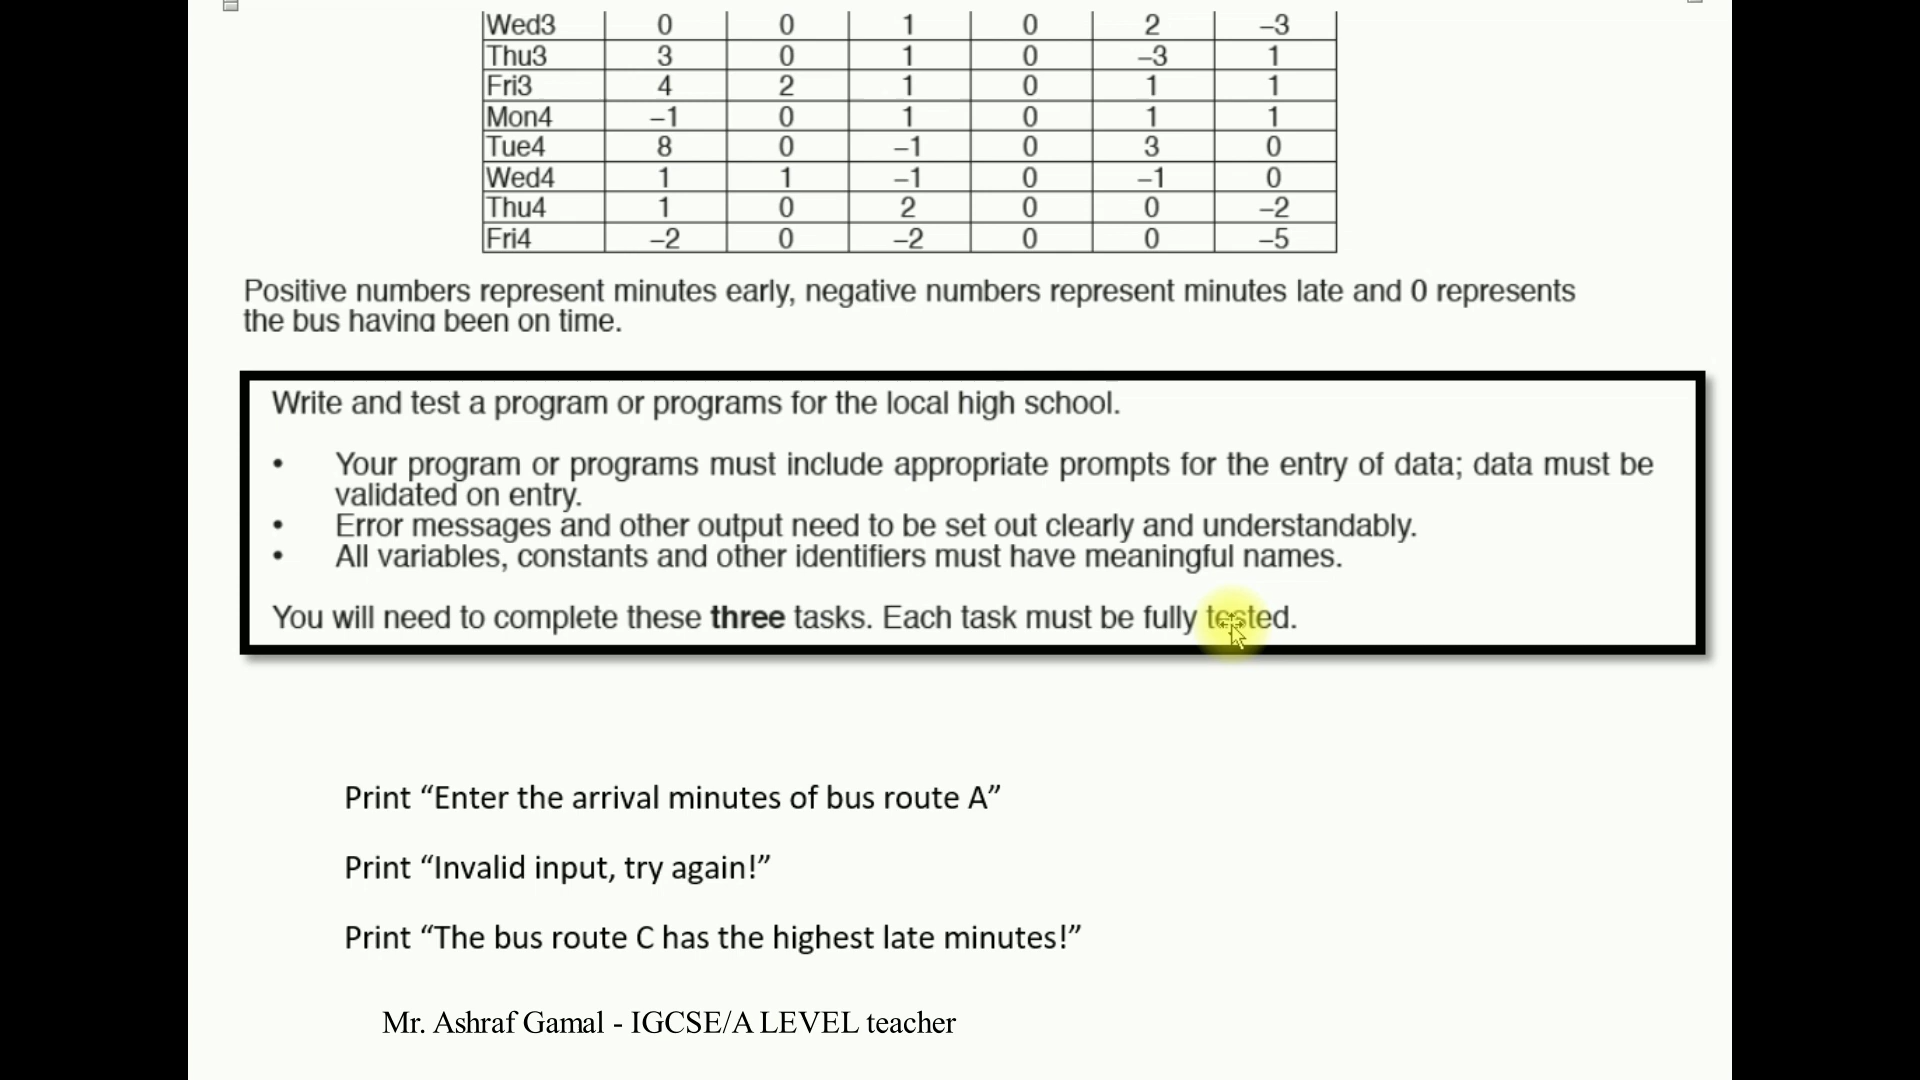 Wed3 0 0 1 0 2 –3
Thu3 3 0 1 0 –3 1
Fri3 4 2 1 0 1 1
Mon4 –1 0 1 0 1 1
Tue4 8 0 –1 0 3 0
Wed4 1 1 –1 0 –1 0
Thu4 1 0 2 0 0 –2
Fri4 –2 0 –2 0 0 –5
Positive numbers represent minutes early, negative numbers represent minutes late and 0 represents
the bus having been on time.
Write and test a program or programs for the local high school.
• Your program or programs must include appropriate prompts for the entry of data; data must be
validated on entry.
• Error messages and other output need to be set out clearly and understandably.
• All variables, constants and other identifiers must have meaningful names.
You will need to complete these three tasks. Each task must be fully tested.
Print “Enter the arrival minutes of bus route A”
Print “Invalid input, try again!”
Print “The bus route C has the highest late minutes!”
Mr. Ashraf Gamal - IGCSE/A LEVEL teacher